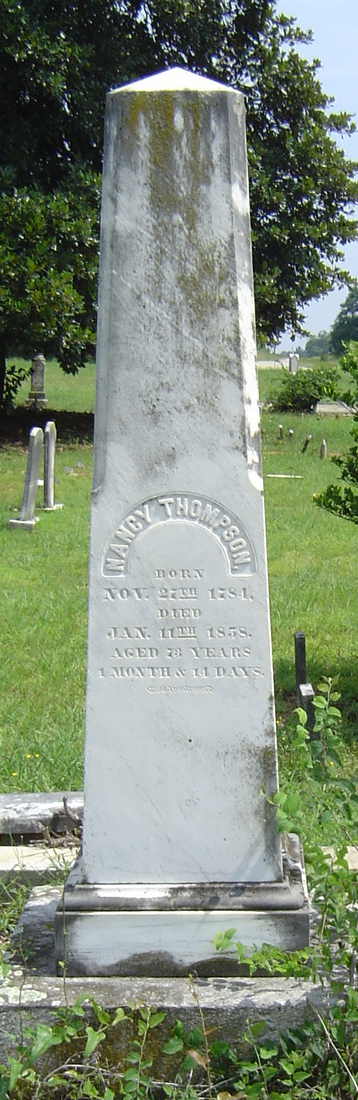 NANCY THOMPSON,
BORN
NOV. 27TH 1784,
DIED
JAN. 11TH 1858.
AGED 73 YEARS
1 MONTH & 14 DAYS.